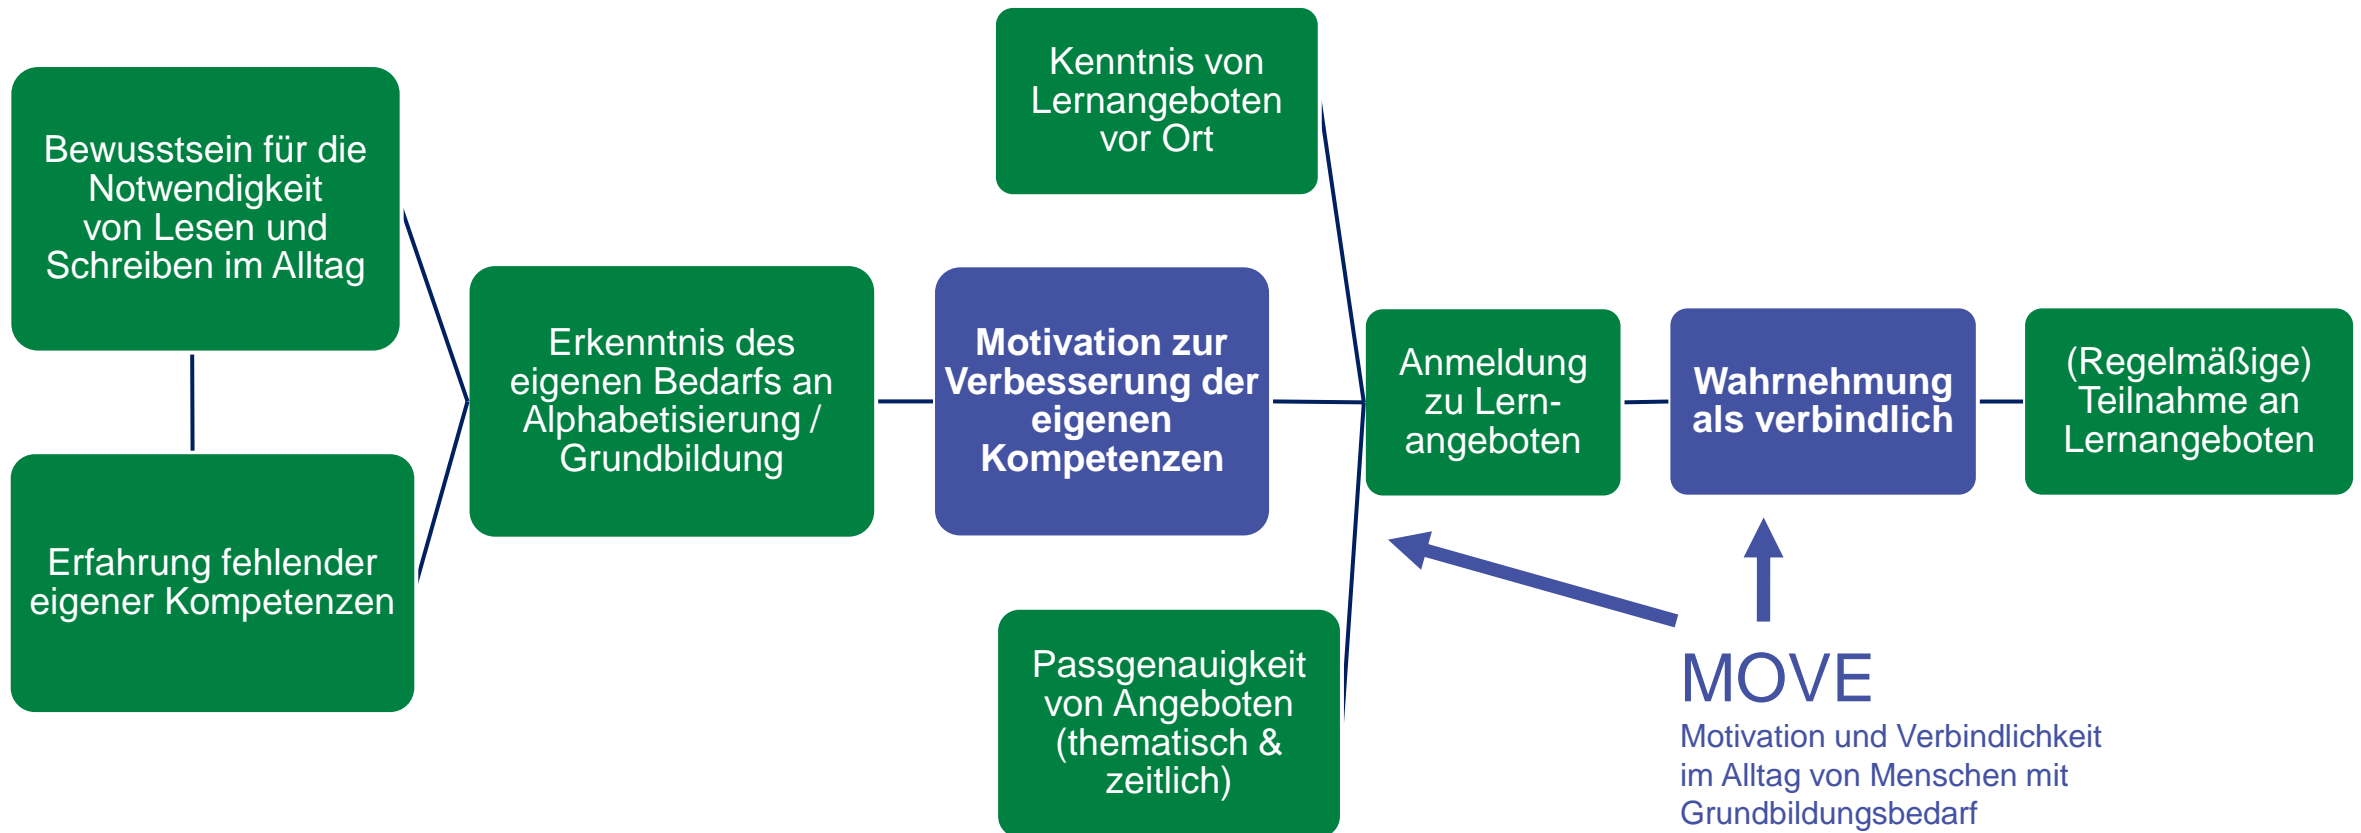 Bewusstsein für die
Notwendigkeit
von Lesen und
Schreiben im Alltag
Erfahrung fehlender
eigener Kompetenzen
Erkenntnis des
eigenen Bedarfs an
Alphabetisierung /
Grundbildung
Motivation zur
Verbesserung der
eigenen
Kompetenzen
Kenntnis von
Lernangeboten
vor Ort
Passgenauigkeit
von Angeboten
(thematisch &
zeitlich)
Anmeldung
zu Lern-
angeboten
Wahrnehmung
als verbindlich
(Regelmäßige)
Teilnahme an
Lernangeboten
MOVE
Motivation und Verbindlichkeit
im Alltag von Menschen mit
Grundbildungsbedarf